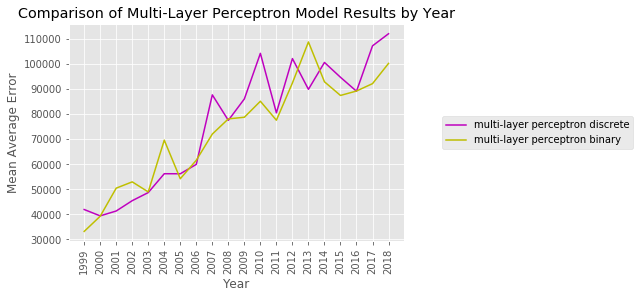 Comparison of Multi-Layer Perceptron Model Results by Year
110000
100000
90000
80000
70000
60000
50000
40000
30000
Mean Average Error
1999 2000 2001 2002 2003 2004 2005 2006 2007 2008 2009 2010 2011 2012 2013 2014 2015 2016 2017 2018
Year
multi-layer perceptron discrete
multi-layer perceptron binary